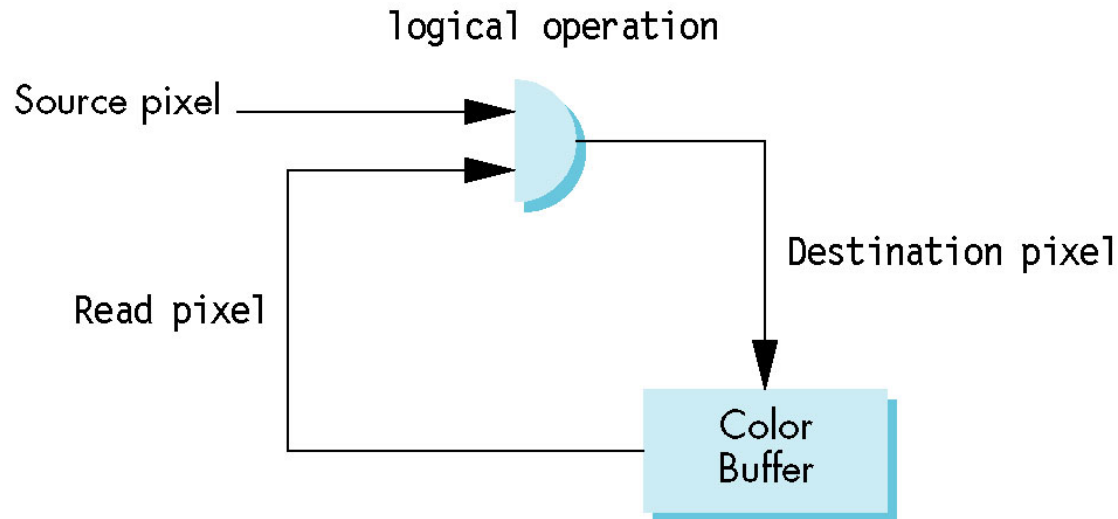 logical operation
Source pixel
Destination pixel
Read pixel
Color
Buffer